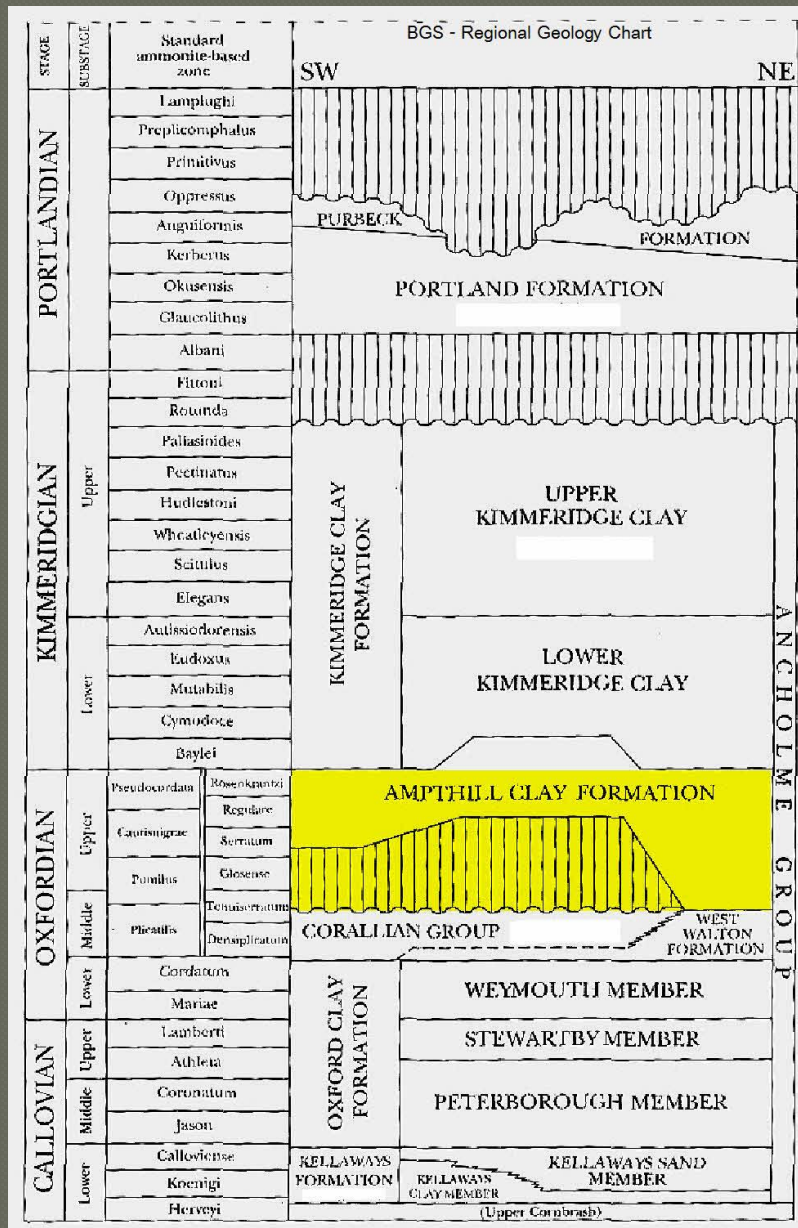 BGS - Regional Geology Chart
STAGE
SUBSTAGE
Standard
ammonite-based
zone
SW
NE
PORTLANDIAN
Lamplughi
Preplicomphalus
Primitivus
Oppressus
Anguiformis
Kerberus
Okusensis
Glaucolithus
Albani
PURBECK
FORMATION
PORTLAND FORMATION
KIMMERIDGIAN
Upper
Fittoni
Rotunda
Pallasioides
Pectinatus
Hudlestoni
Wheatleyensis
Scitulus
Elegans
Lower
Autissiodorensis
Eudoxus
Mutabilis
Cymodoce
Baylei
KIMMERIDGE CLAY
FORMATION
UPPER
KIMMERIDGE CLAY
LOWER
KIMMERIDGE CLAY
ANCHOLME GROUP
OXFORDIAN
Upper
Pseudocordata
Rosenkrantzi
Regulare
Caurisnigrae
Serratum
Pumilus
Glosense
Middle
Tenuiserratum
Plicatilis
Densiplicatum
Lower
Cordatum
Mariae
AMPTHILL CLAY FORMATION
CORALLIAN GROUP
WEST
WALTON
FORMATION
CALLOVIAN
Upper
Lamberti
Athleta
Middle
Coronatum
Jason
Lower
Calloviense
Koenigi
Herveyi
OXFORD CLAY
FORMATION
WEYMOUTH MEMBER
STEWARTBY MEMBER
PETERBOROUGH MEMBER
KELLAWAYS
FORMATION
KELLAWAYS
CLAY MEMBER
KELLAWAYS SAND
MEMBER
(Upper Cornbrash)